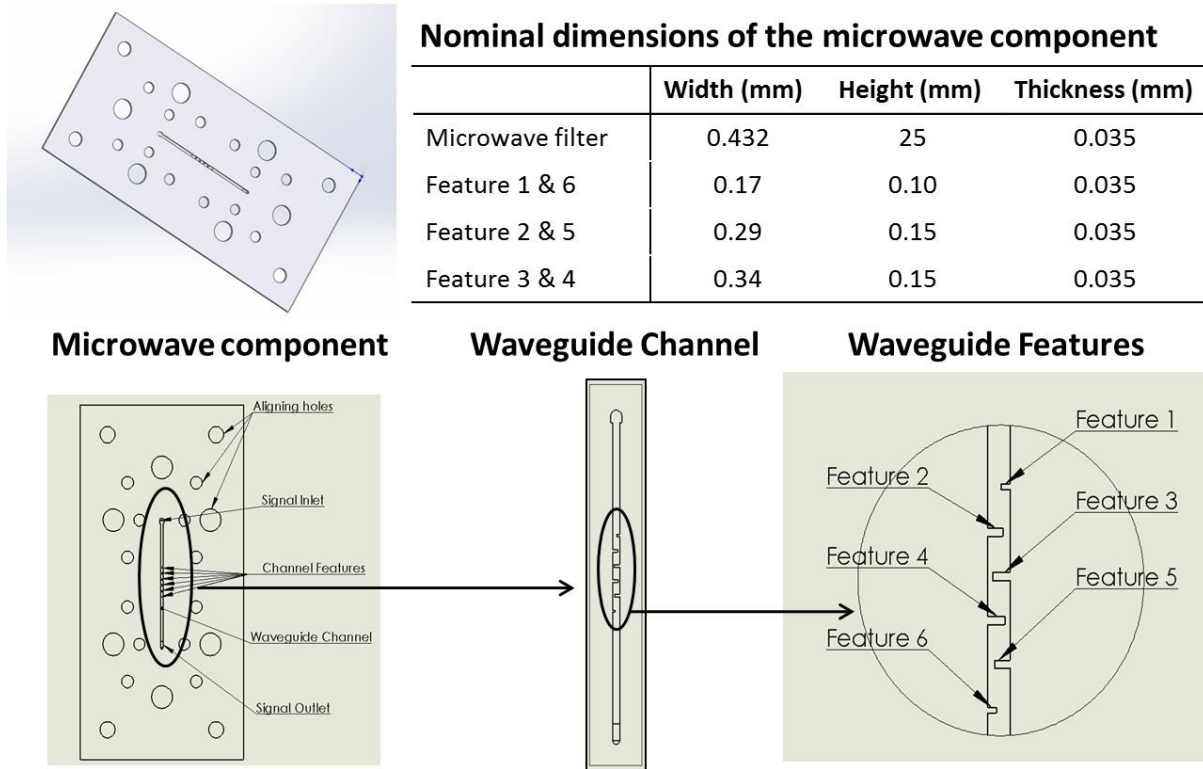 Nominal dimensions of the microwave component
Width (mm) Height (mm) Thickness (mm)
Microwave filter 0.432 25 0.035
Feature 1 & 6 0.17 0.10 0.035
Feature 2 & 5 0.29 0.15 0.035
Feature 3 & 4 0.34 0.15 0.035
Microwave component
Waveguide Channel
Waveguide Features
Aligning holes
Signal Inlet
Channel Features
Waveguide Channel
Signal Outlet
Feature 1
Feature 2
Feature 3
Feature 4
Feature 5
Feature 6